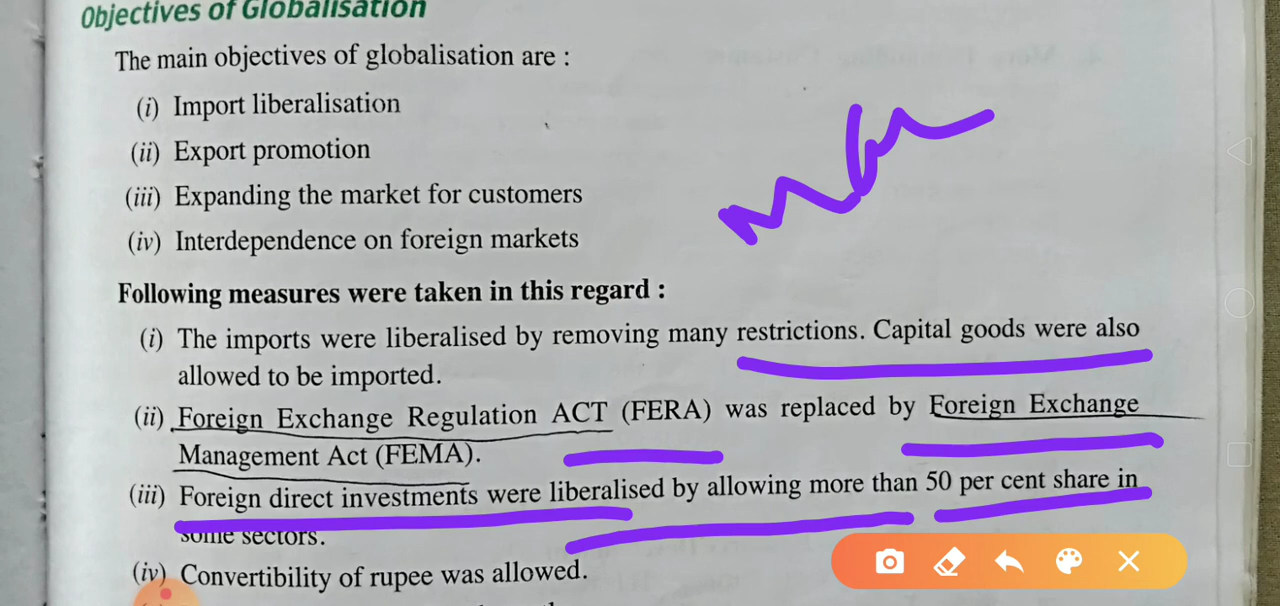 Objectives of Globalisation
The main objectives of globalisation are :
(i) Import liberalisation
(ii) Export promotion
(iii) Expanding the market for customers
(iv) Interdependence on foreign markets
Following measures were taken in this regard :
(i) The imports were liberalised by removing many restrictions. Capital goods were also
allowed to be imported.
(ii) Foreign Exchange Regulation ACT (FERA) was replaced by Foreign Exchange
Management Act (FEMA).
(iii) Foreign direct investments were liberalised by allowing more than 50 per cent share in
some sectors.
(iv) Convertibility of rupee was allowed.